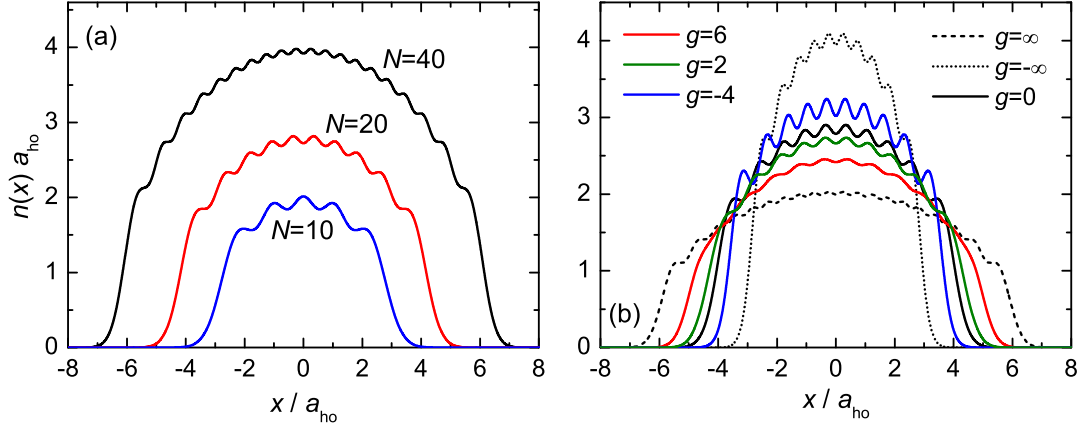 (a)
N=40
N=20
N=10
n(x) a_ho
4
3
2
1
0
-8 -6 -4 -2 0 2 4 6 8
x / a_ho
g=6 g=∞
g=2 g=-∞
g=-4 g=0
(b)
4
3
2
1
0
-8 -6 -4 -2 0 2 4 6 8
x / a_ho